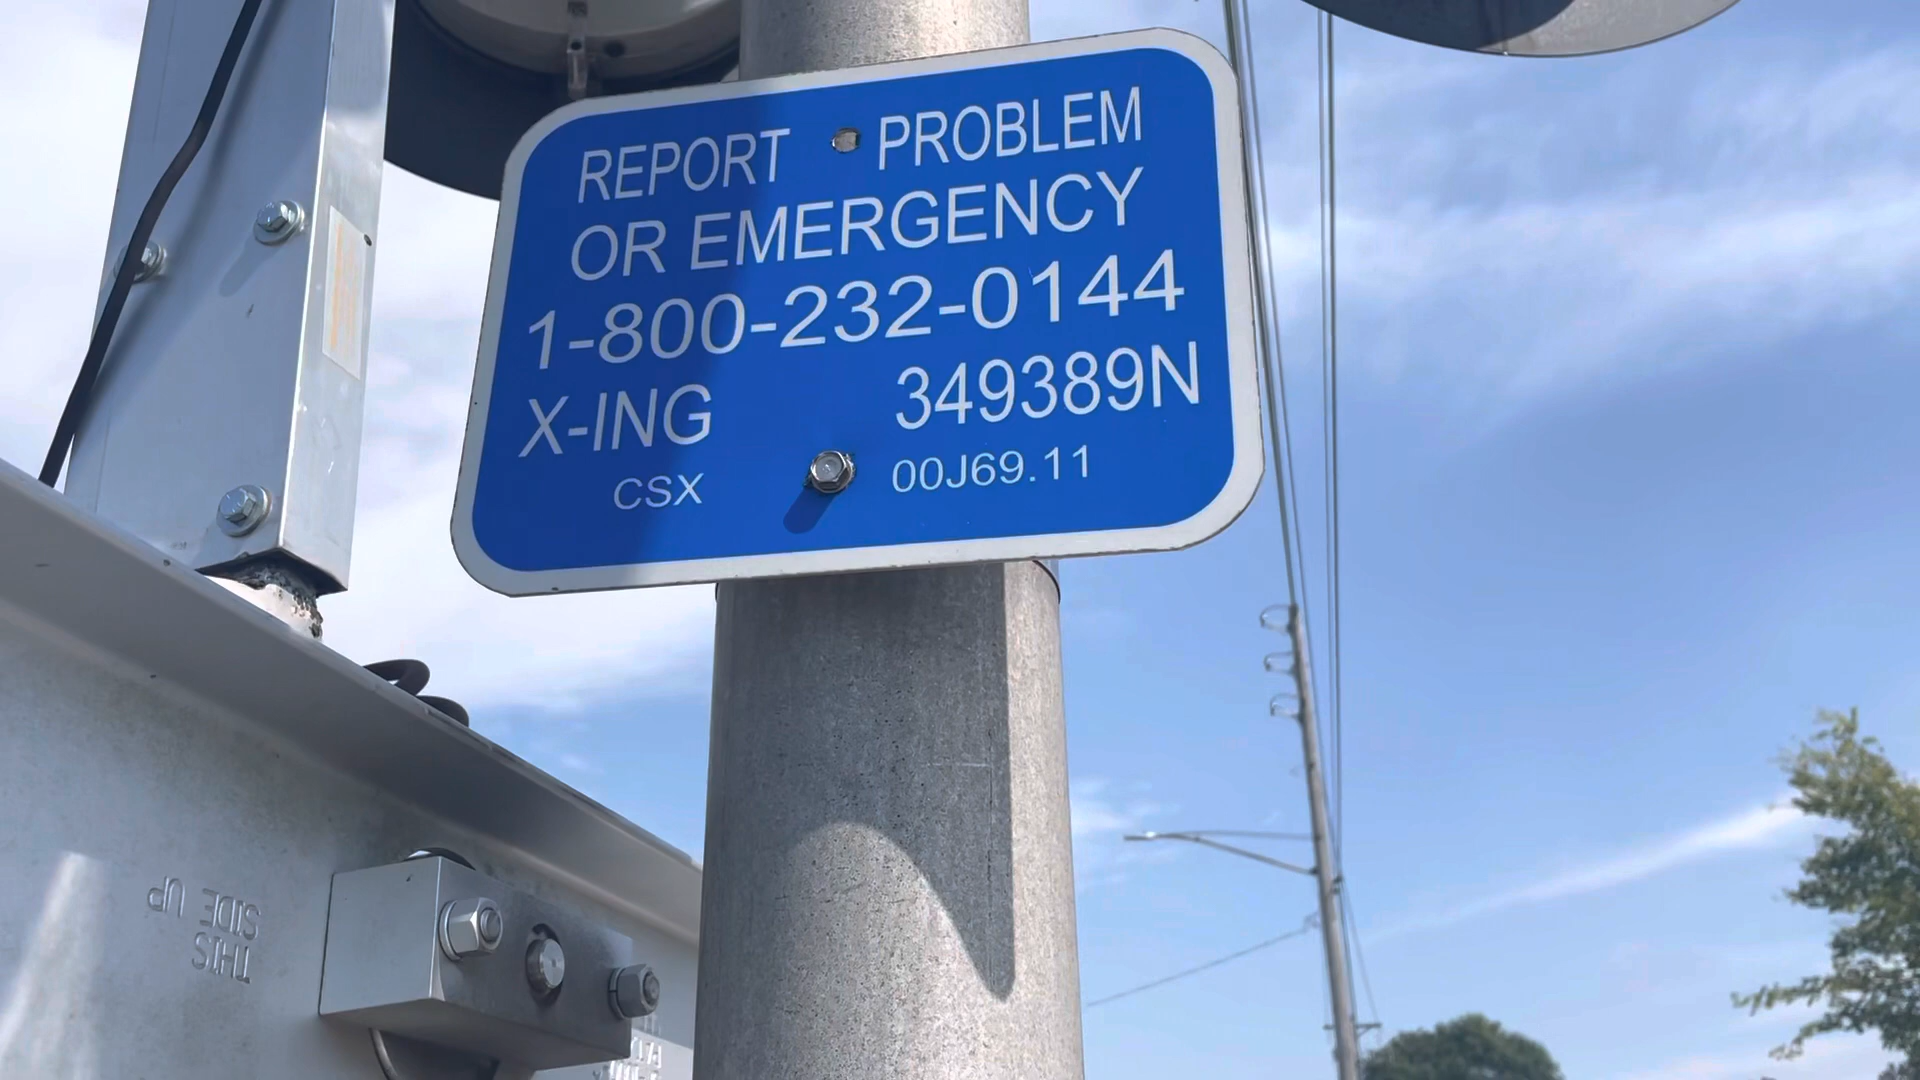 REPORT PROBLEM
OR EMERGENCY
1-800-232-0144
X-ING 349389N
CSX 00J69.11
THIS
SIDE UP